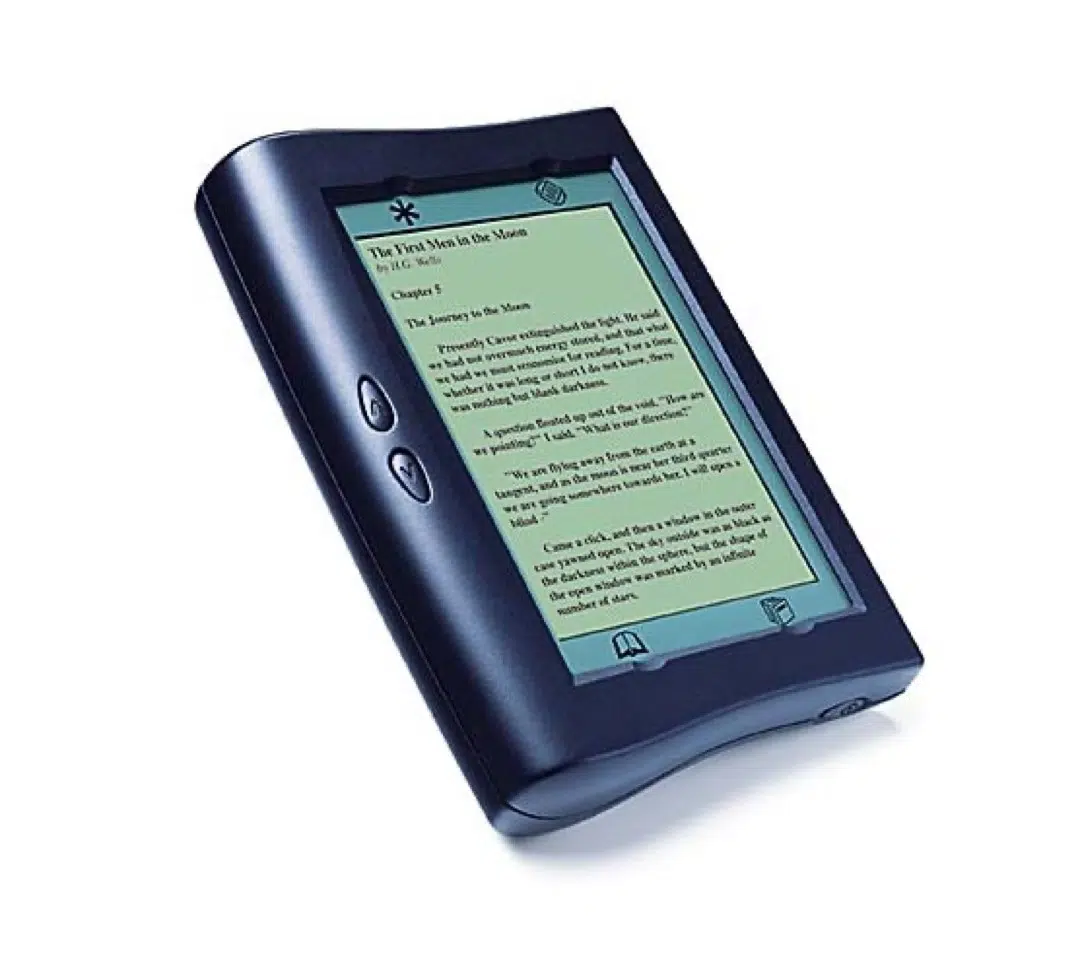 The First Men in the Moon
by H.G. Wells
Chapter 5
The Journey to the Moon
Presently Cavor extinguished the light. He said
we had not overmuch energy stored, and that what
we had we must economise for reading. For a time,
whether it was long or short I do not know, there
was nothing but blank darkness.
A question floated up out of the void. "How are
we pointing?" I said. "What is our direction?"
"We are flying away from the earth at a
tangent, and as the moon is near her third quarter
we are going somewhere towards her. I will open a
blind -"
Came a click, and then a window in the outer
case yawned open. The sky outside was as black as
the darkness within the sphere, but the shape of
the open window was marked by an infinite
number of stars.